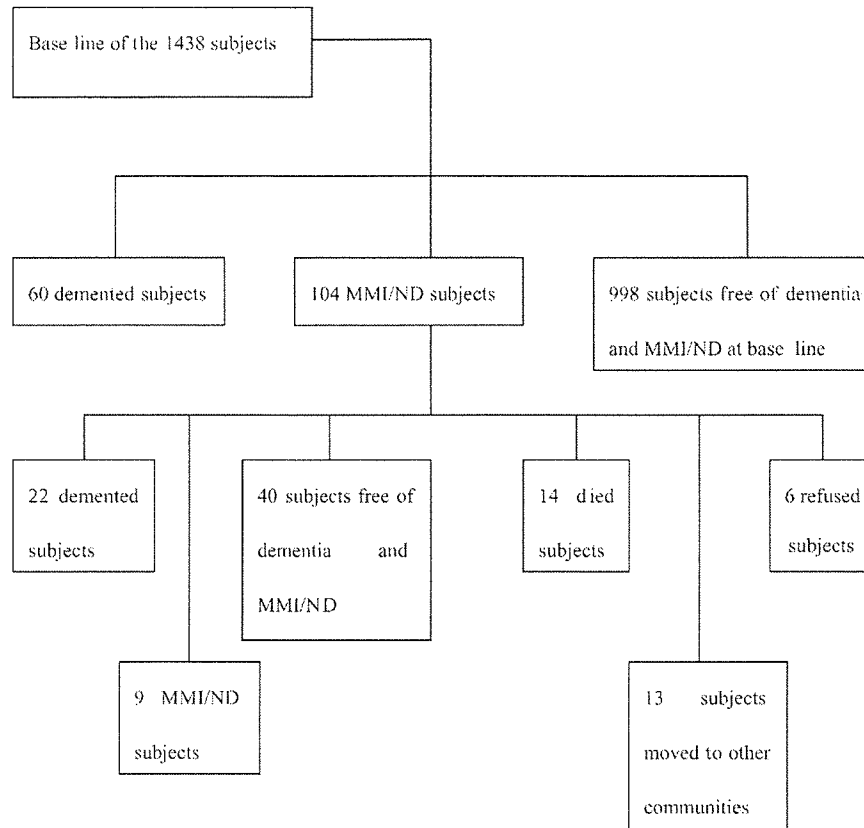 Base line of the 1438 subjects
60 demented subjects
104 MMI/ND subjects
998 subjects free of dementia
and MMI/ND at base line
22 demented
subjects
40 subjects free of
dementia and
MMI/ND
14 died
subjects
6 refused
subjects
9 MMI/ND
subjects
13 subjects
moved to other
communities